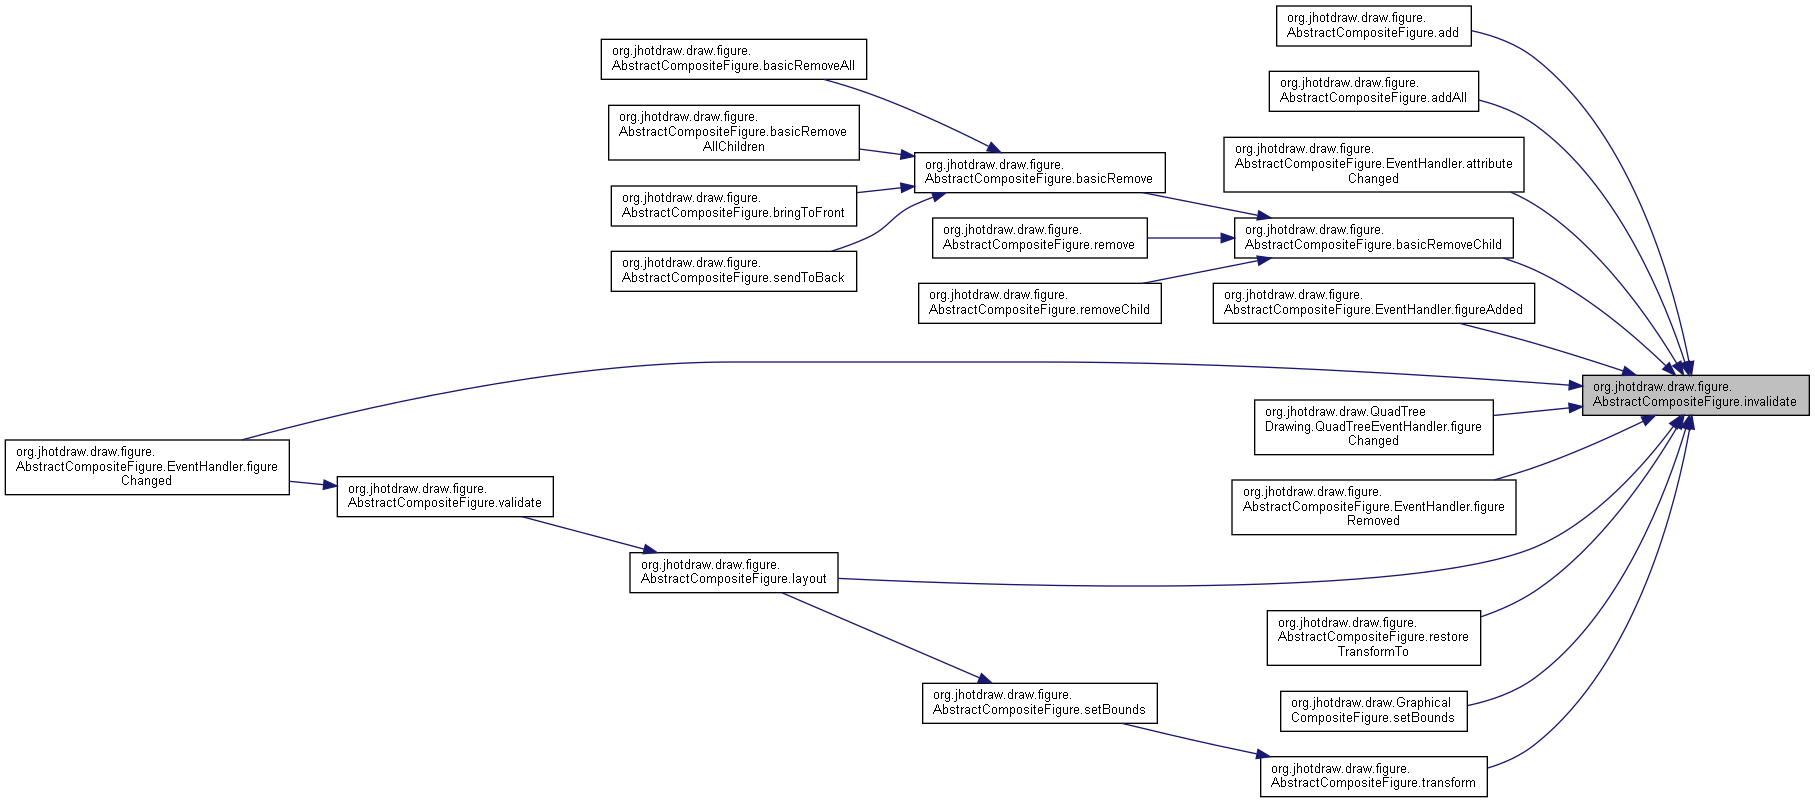 org.jhotdraw.draw.figure.
AbstractCompositeFigure.add
org.jhotdraw.draw.figure.
AbstractCompositeFigure.basicRemoveAll
org.jhotdraw.draw.figure.
AbstractCompositeFigure.addAll
org.jhotdraw.draw.figure.
AbstractCompositeFigure.basicRemove
AllChildren
org.jhotdraw.draw.figure.
AbstractCompositeFigure.EventHandler.attribute
Changed
org.jhotdraw.draw.figure.
AbstractCompositeFigure.basicRemove
org.jhotdraw.draw.figure.
AbstractCompositeFigure.bringToFront
org.jhotdraw.draw.figure.
AbstractCompositeFigure.remove
org.jhotdraw.draw.figure.
AbstractCompositeFigure.basicRemoveChild
org.jhotdraw.draw.figure.
AbstractCompositeFigure.sendToBack
org.jhotdraw.draw.figure.
AbstractCompositeFigure.removeChild
org.jhotdraw.draw.figure.
AbstractCompositeFigure.EventHandler.figureAdded
org.jhotdraw.draw.figure.
AbstractCompositeFigure.invalidate
org.jhotdraw.draw.QuadTree
Drawing.QuadTreeEventHandler.figure
Changed
org.jhotdraw.draw.figure.
AbstractCompositeFigure.EventHandler.figure
Changed
org.jhotdraw.draw.figure.
AbstractCompositeFigure.validate
org.jhotdraw.draw.figure.
AbstractCompositeFigure.EventHandler.figure
Removed
org.jhotdraw.draw.figure.
AbstractCompositeFigure.layout
org.jhotdraw.draw.figure.
AbstractCompositeFigure.restore
TransformTo
org.jhotdraw.draw.figure.
AbstractCompositeFigure.setBounds
org.jhotdraw.draw.Graphical
CompositeFigure.setBounds
org.jhotdraw.draw.figure.
AbstractCompositeFigure.transform